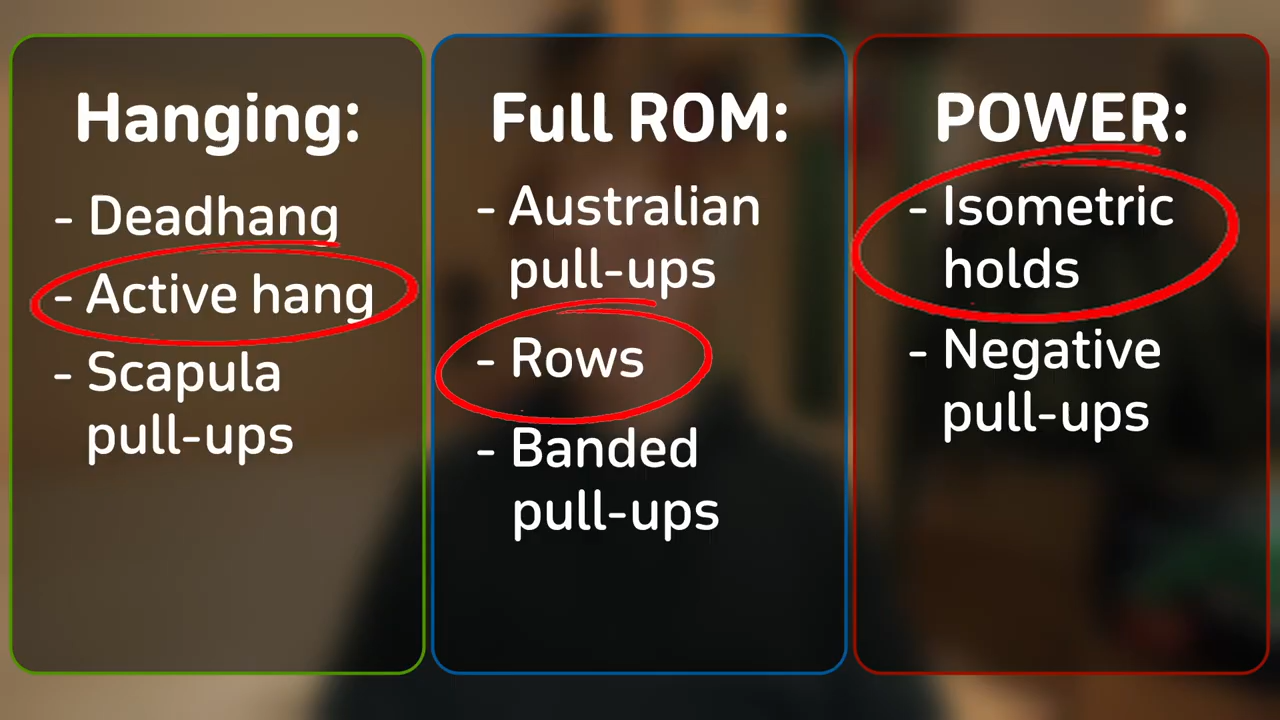 Hanging:
- Deadhang
- Active hang
- Scapula
pull-ups
Full ROM:
- Australian
pull-ups
- Rows
- Banded
pull-ups
POWER:
- Isometric
holds
- Negative
pull-ups